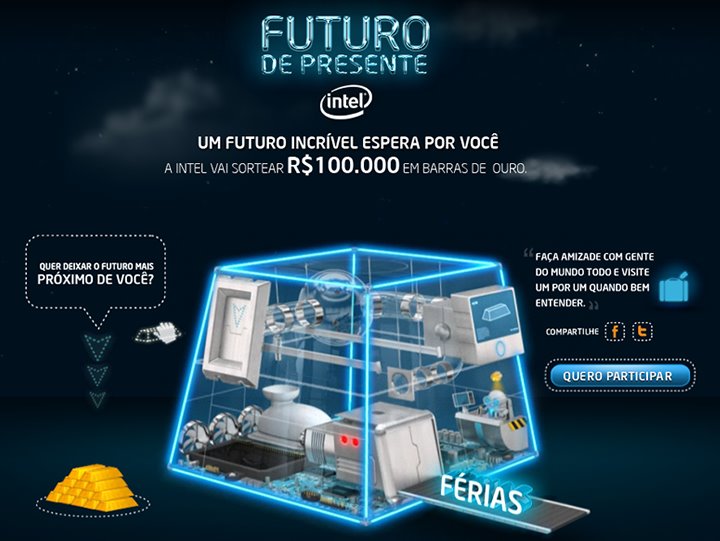 FUTURO
DE PRESENTE
intel
UM FUTURO INCRÍVEL ESPERA POR VOCÊ
A INTEL VAI SORTEAR R$100.000 EM BARRAS DE OURO.
QUER DEIXAR O FUTURO MAIS
PRÓXIMO DE VOCÊ?
“FAÇA AMIZADE COM GENTE
DO MUNDO TODO E VISITE
UM POR UM QUANDO BEM
ENTENDER.”
COMPARTILHE f t
QUERO PARTICIPAR
FÉRIAS